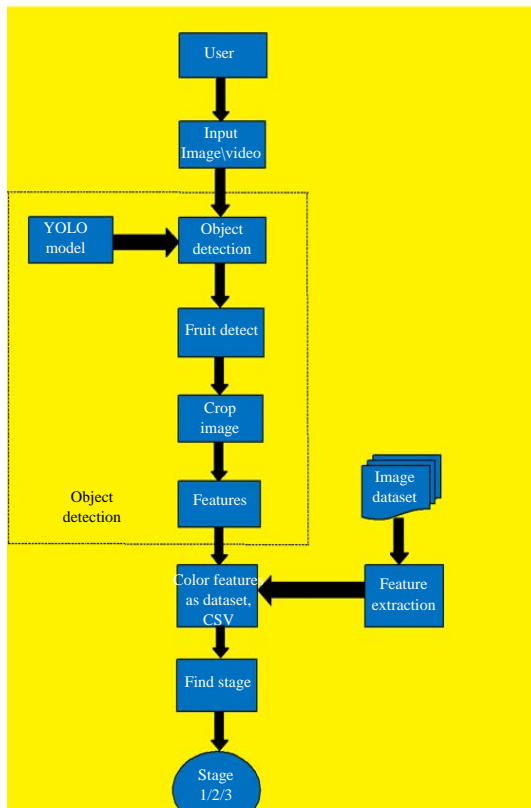 User
Input
Image\video
YOLO
model
Object
detection
Fruit detect
Crop
image
Object
detection
Features
Image
dataset
Color features
as dataset,
CSV
Feature
extraction
Find stage
Stage
1/2/3